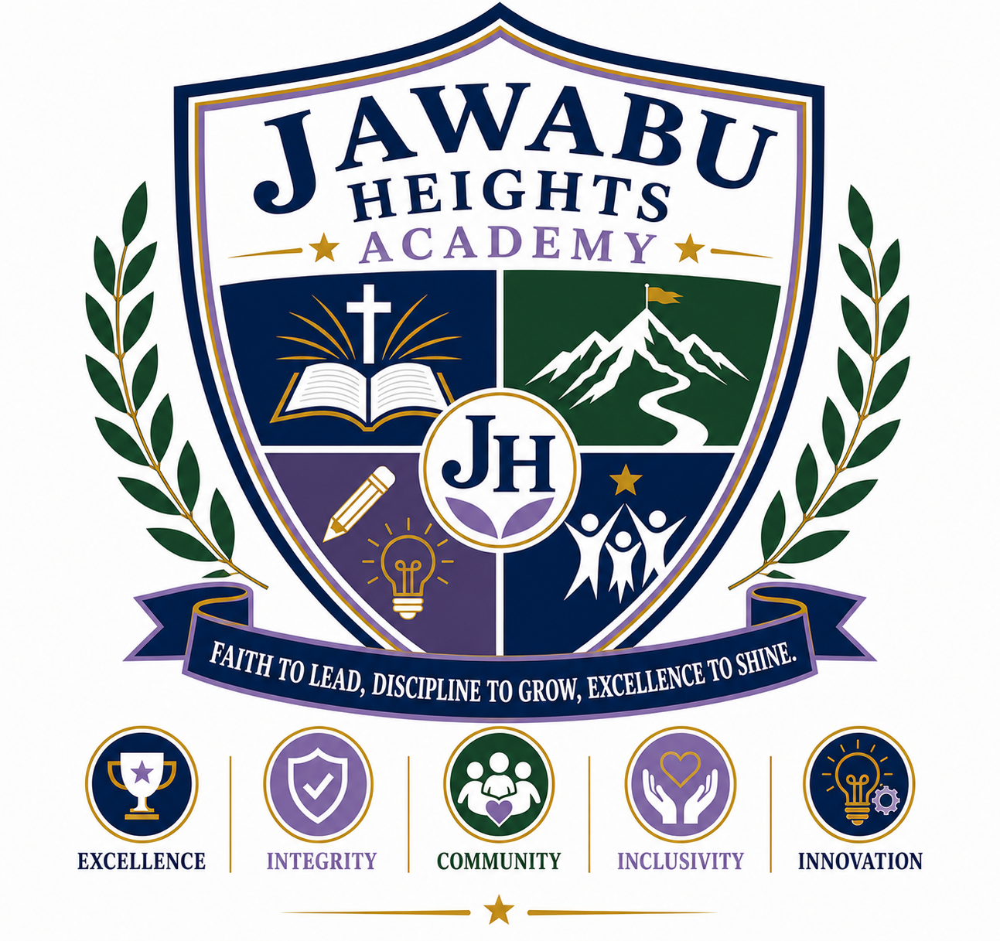 JAWABU
HEIGHTS
ACADEMY
JH
FAITH TO LEAD, DISCIPLINE TO GROW, EXCELLENCE TO SHINE.
EXCELLENCE
INTEGRITY
COMMUNITY
INCLUSIVITY
INNOVATION